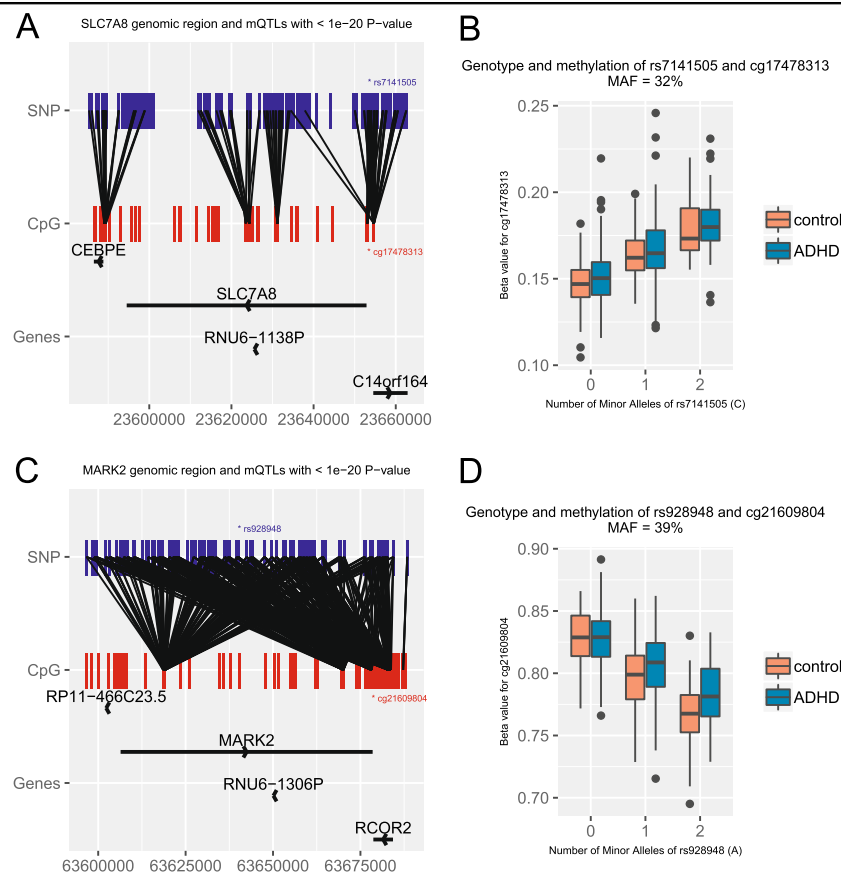 A
SLC7A8 genomic region and mQTLs with < 1e−20 P−value
* rs7141505
SNP
CpG
* cg17478313
CEBPE
SLC7A8
RNU6−1138P
Genes
C14orf164
23600000 23620000 23640000 23660000
B
Genotype and methylation of rs7141505 and cg17478313
MAF = 32%
0.25
0.20
0.15
0.10
Beta value for cg17478313
0 1 2
Number of Minor Alleles of rs7141505 (C)
control
ADHD
C
MARK2 genomic region and mQTLs with < 1e−20 P−value
* rs928948
SNP
CpG
* cg21609804
RP11−466C23.5
MARK2
Genes
RNU6−1306P
RCOR2
63600000 63625000 63650000 63675000
D
Genotype and methylation of rs928948 and cg21609804
MAF = 39%
0.90
0.85
0.80
0.75
0.70
Beta value for cg21609804
0 1 2
Number of Minor Alleles of rs928948 (A)
control
ADHD